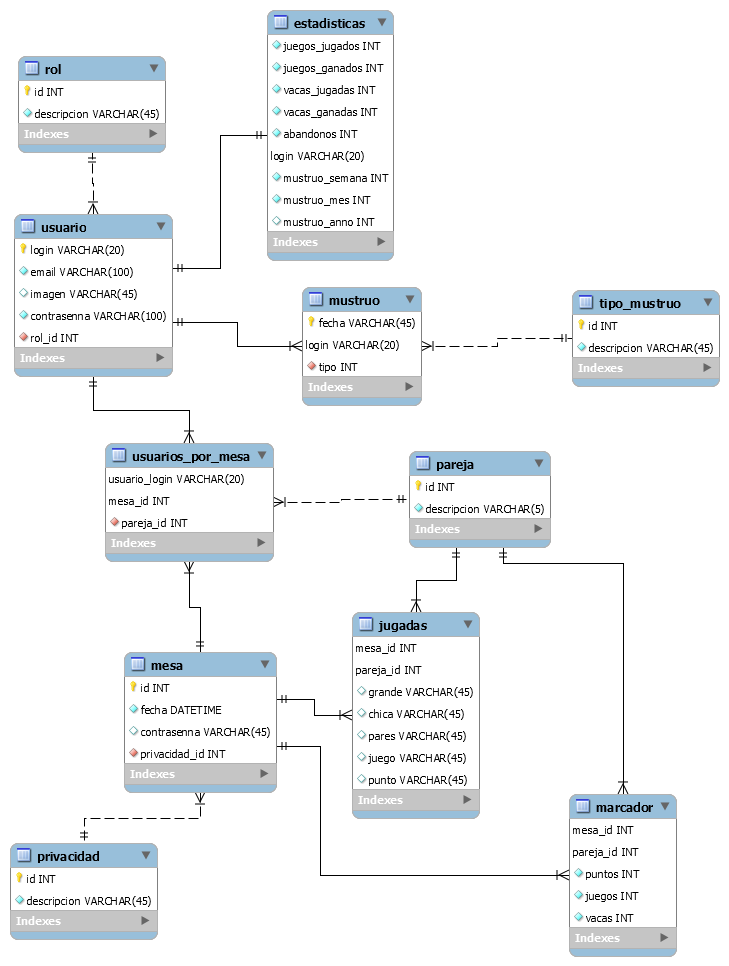 estadisticas
juegos_jugados INT
juegos_ganados INT
vacas_jugadas INT
vacas_ganadas INT
abandonos INT
login VARCHAR(20)
mustruo_semana INT
mustruo_mes INT
mustruo_anno INT
Indexes
rol
id INT
descripcion VARCHAR(45)
Indexes
usuario
login VARCHAR(20)
email VARCHAR(100)
imagen VARCHAR(45)
contrasenna VARCHAR(100)
rol_id INT
Indexes
mustruo
fecha VARCHAR(45)
login VARCHAR(20)
tipo INT
Indexes
tipo_mustruo
id INT
descripcion VARCHAR(45)
Indexes
usuarios_por_mesa
usuario_login VARCHAR(20)
mesa_id INT
pareja_id INT
Indexes
pareja
id INT
descripcion VARCHAR(5)
Indexes
jugadas
mesa_id INT
pareja_id INT
grande VARCHAR(45)
chica VARCHAR(45)
pares VARCHAR(45)
juego VARCHAR(45)
punto VARCHAR(45)
Indexes
mesa
id INT
fecha DATETIME
contrasenna VARCHAR(45)
privacidad_id INT
Indexes
marcador
mesa_id INT
pareja_id INT
puntos INT
juegos INT
vacas INT
Indexes
privacidad
id INT
descripcion VARCHAR(45)
Indexes